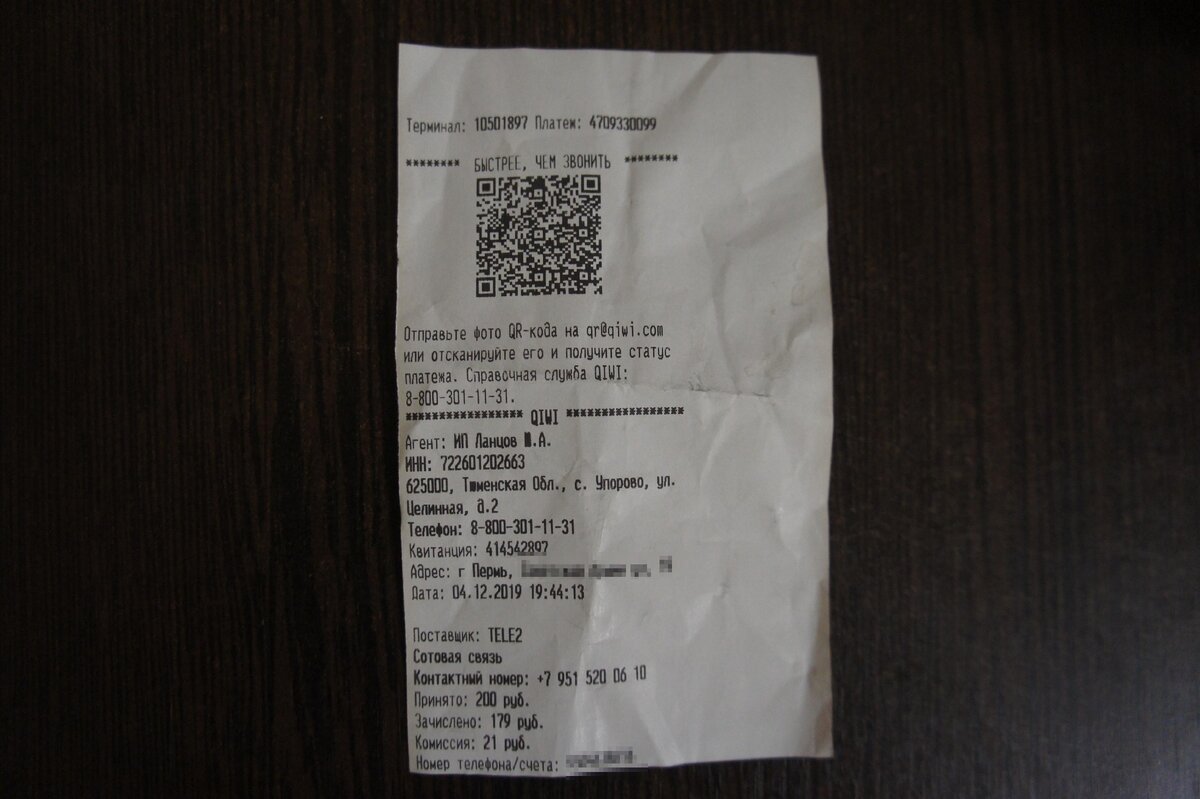 Терминал: 10501897 Платеж: 4709330099
******** БЫСТРЕЕ, ЧЕМ ЗВОНИТЬ ********
Отправьте фото QR-кода на qr@qiwi.com
или отсканируйте его и получите статус
платежа. Справочная служба QIWI:
8-800-301-11-31.
***************** QIWI *****************
Агент: ИП Ланцов Ю.А.
ИНН: 722601202663
625000, Тюменская Обл., с. Упорово, ул.
Целинная, д.2
Телефон: 8-800-301-11-31
Квитанция: 414542897
Адрес: г Пермь,
Дата: 04.12.2019 19:44:13
Поставщик: TELE2
Сотовая связь
Контактный номер: +7 951 520 06 10
Принято: 200 руб.
Зачислено: 179 руб.
Комиссия: 21 руб.
Номер телефона/счета: